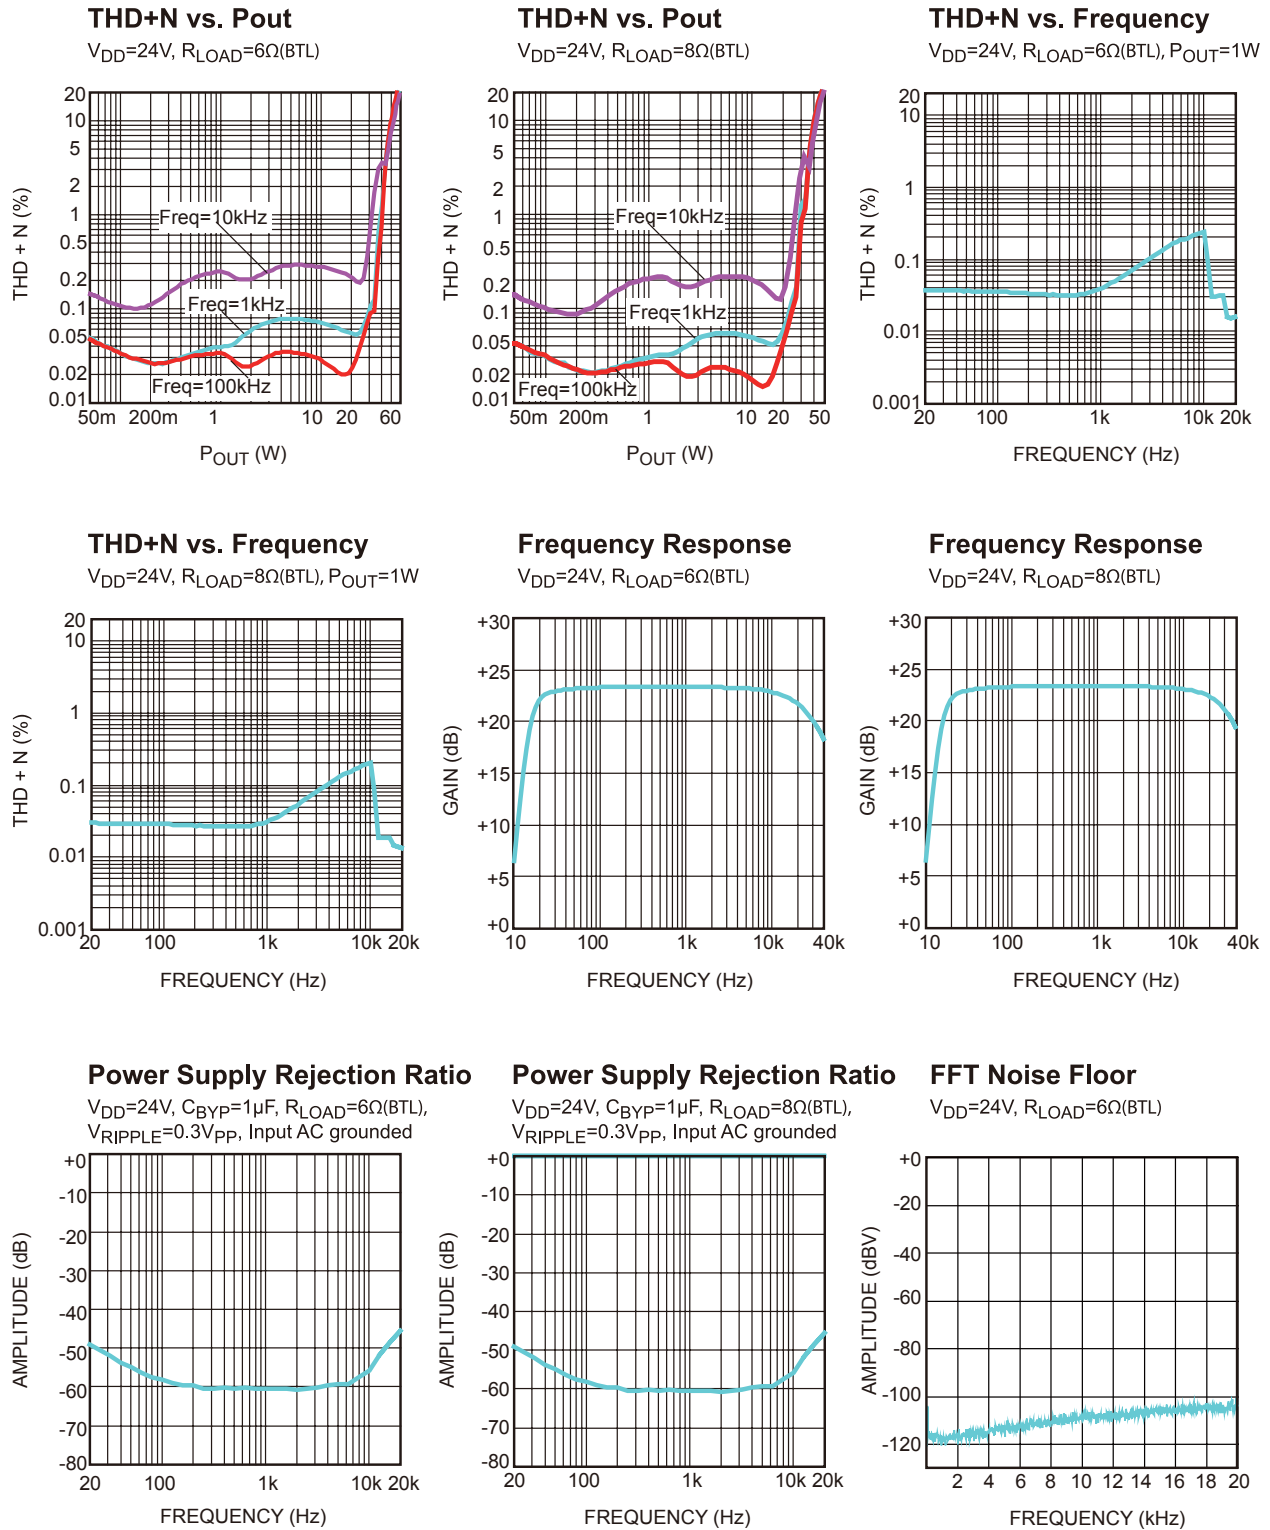 THD+N vs. Pout
VDD=24V, RLOAD=6Ω(BTL)
20
10
5
2
1
0.5
0.2
0.1
0.05
0.02
0.01
THD + N (%)
Freq=10kHz
Freq=1kHz
Freq=100kHz
50m 200m 1 10 20 60
POUT (W)
THD+N vs. Pout
VDD=24V, RLOAD=8Ω(BTL)
20
10
5
2
1
0.5
0.2
0.1
0.05
0.02
0.01
THD + N (%)
Freq=10kHz
Freq=1kHz
Freq=100kHz
50m 200m 1 10 20 50
POUT (W)
THD+N vs. Frequency
VDD=24V, RLOAD=6Ω(BTL), POUT=1W
20
10
1
0.1
0.01
0.001
THD + N (%)
20 100 1k 10k 20k
FREQUENCY (Hz)
THD+N vs. Frequency
VDD=24V, RLOAD=8Ω(BTL), POUT=1W
20
10
1
0.1
0.01
0.001
THD + N (%)
20 100 1k 10k 20k
FREQUENCY (Hz)
Frequency Response
VDD=24V, RLOAD=6Ω(BTL)
+30
+25
+20
+15
+10
+5
+0
GAIN (dB)
10 100 1k 10k 40k
FREQUENCY (Hz)
Frequency Response
VDD=24V, RLOAD=8Ω(BTL)
+30
+25
+20
+15
+10
+5
+0
GAIN (dB)
10 100 1k 10k 40k
FREQUENCY (Hz)
Power Supply Rejection Ratio
VDD=24V, CBYP=1µF, RLOAD=6Ω(BTL),
VRIPPLE=0.3VPP, Input AC grounded
+0
-10
-20
-30
-40
-50
-60
-70
-80
AMPLITUDE (dB)
20 100 1k 10k 20k
FREQUENCY (Hz)
Power Supply Rejection Ratio
VDD=24V, CBYP=1µF, RLOAD=8Ω(BTL),
VRIPPLE=0.3VPP, Input AC grounded
+0
-10
-20
-30
-40
-50
-60
-70
-80
AMPLITUDE (dB)
20 100 1k 10k 20k
FREQUENCY (Hz)
FFT Noise Floor
VDD=24V, RLOAD=6Ω(BTL)
+0
-20
-40
-60
-80
-100
-120
AMPLITUDE (dBV)
2 4 6 8 10 12 14 16 18 20
FREQUENCY (kHz)